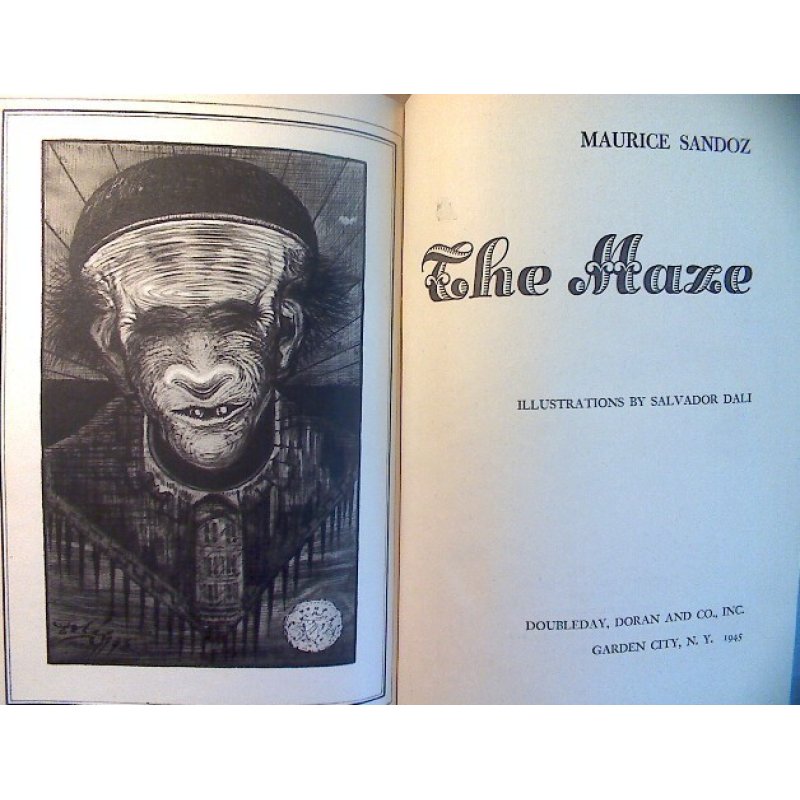 MAURICE SANDOZ
The Maze
ILLUSTRATIONS BY SALVADOR DALI
DOUBLEDAY, DORAN AND CO., INC.
GARDEN CITY, N. Y. 1945